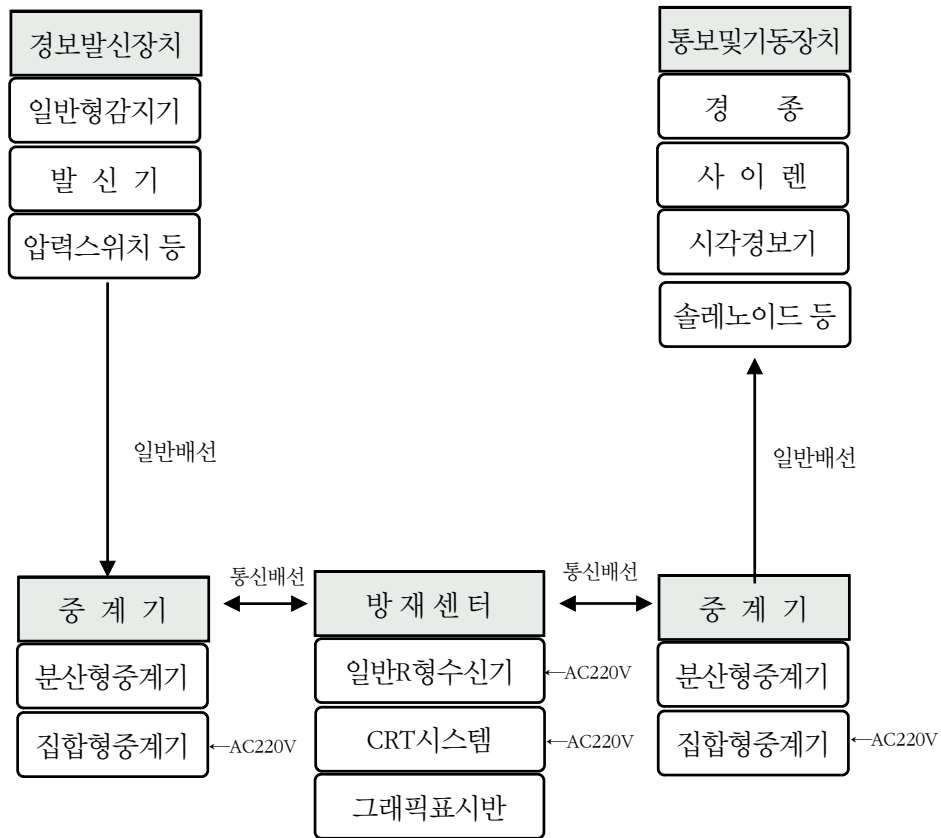 경보발신장치
일반형감지기
발 신 기
압력스위치 등
통보및기동장치
경 종
사 이 렌
시각경보기
솔레노이드 등
일반배선
일반배선
중 계 기
분산형중계기
집합형중계기
←AC220V
통신배선
방 재 센 터
일반R형수신기
←AC220V
CRT시스템
←AC220V
그래픽표시반
통신배선
중 계 기
분산형중계기
집합형중계기
←AC220V